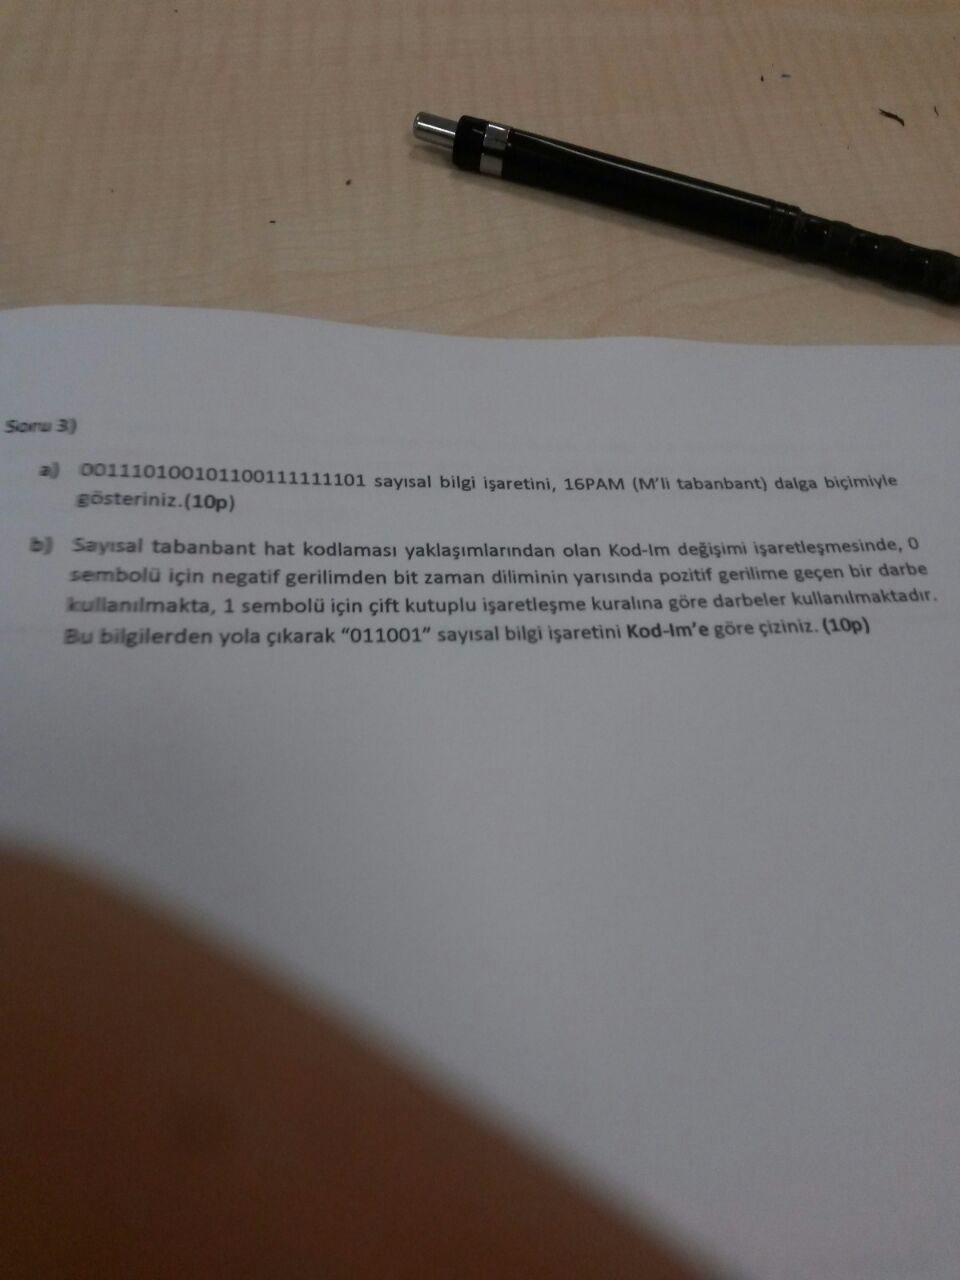 Soru 3)
a) 001110100101100111111101 sayısal bilgi işaretini, 16PAM (M'li tabanbant) dalga biçimiyle
gösteriniz.(10p)
b) Sayısal tabanbant hat kodlaması yaklaşımlarından olan Kod-Im değişimi işaretleşmesinde, 0
sembolü için negatif gerilimden bit zaman diliminin yarısında pozitif gerilime geçen bir darbe
kullanılmakta, 1 sembolü için çift kutuplu işaretleşme kuralına göre darbeler kullanılmaktadır.
Bu bilgilerden yola çıkarak "011001" sayısal bilgi işaretini Kod-Im'e göre çiziniz. (10p)